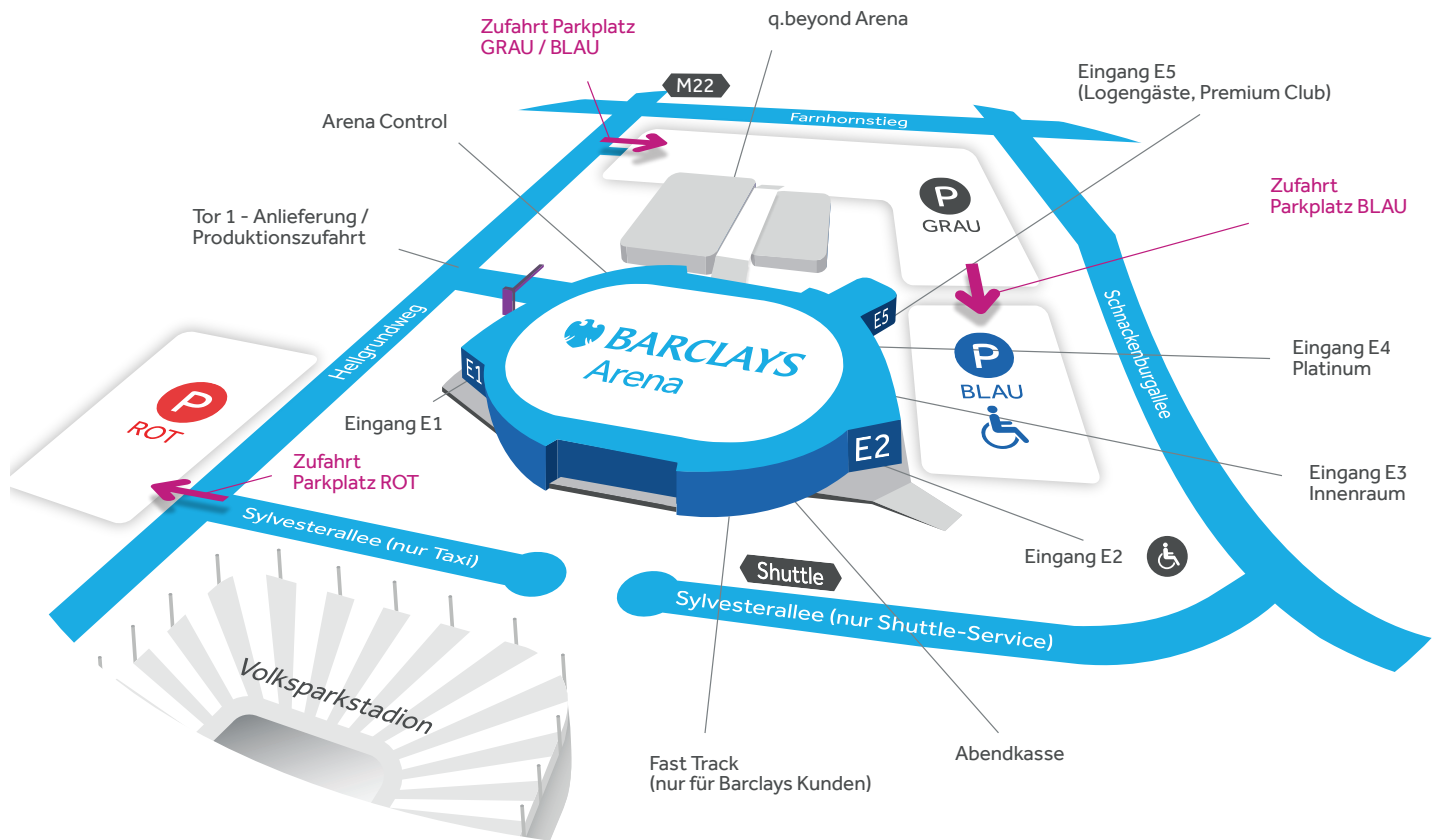 q.beyond Arena
Zufahrt Parkplatz
GRAU / BLAU
M22
Eingang E5
(Logengäste, Premium Club)
Farnhornstieg
Arena Control
Zufahrt
Parkplatz BLAU
P
GRAU
Tor 1 - Anlieferung /
Produktionszufahrt
Schnackenburgallee
Hellgrundweg
E5
BARCLAYS
Arena
P
BLAU
Eingang E4
Platinum
E1
P
ROT
Eingang E1
E2
Zufahrt
Parkplatz ROT
Eingang E3
Innenraum
Sylvesterallee (nur Taxi)
Eingang E2
Shuttle
Sylvesterallee (nur Shuttle-Service)
Volksparkstadion
Fast Track
(nur für Barclays Kunden)
Abendkasse